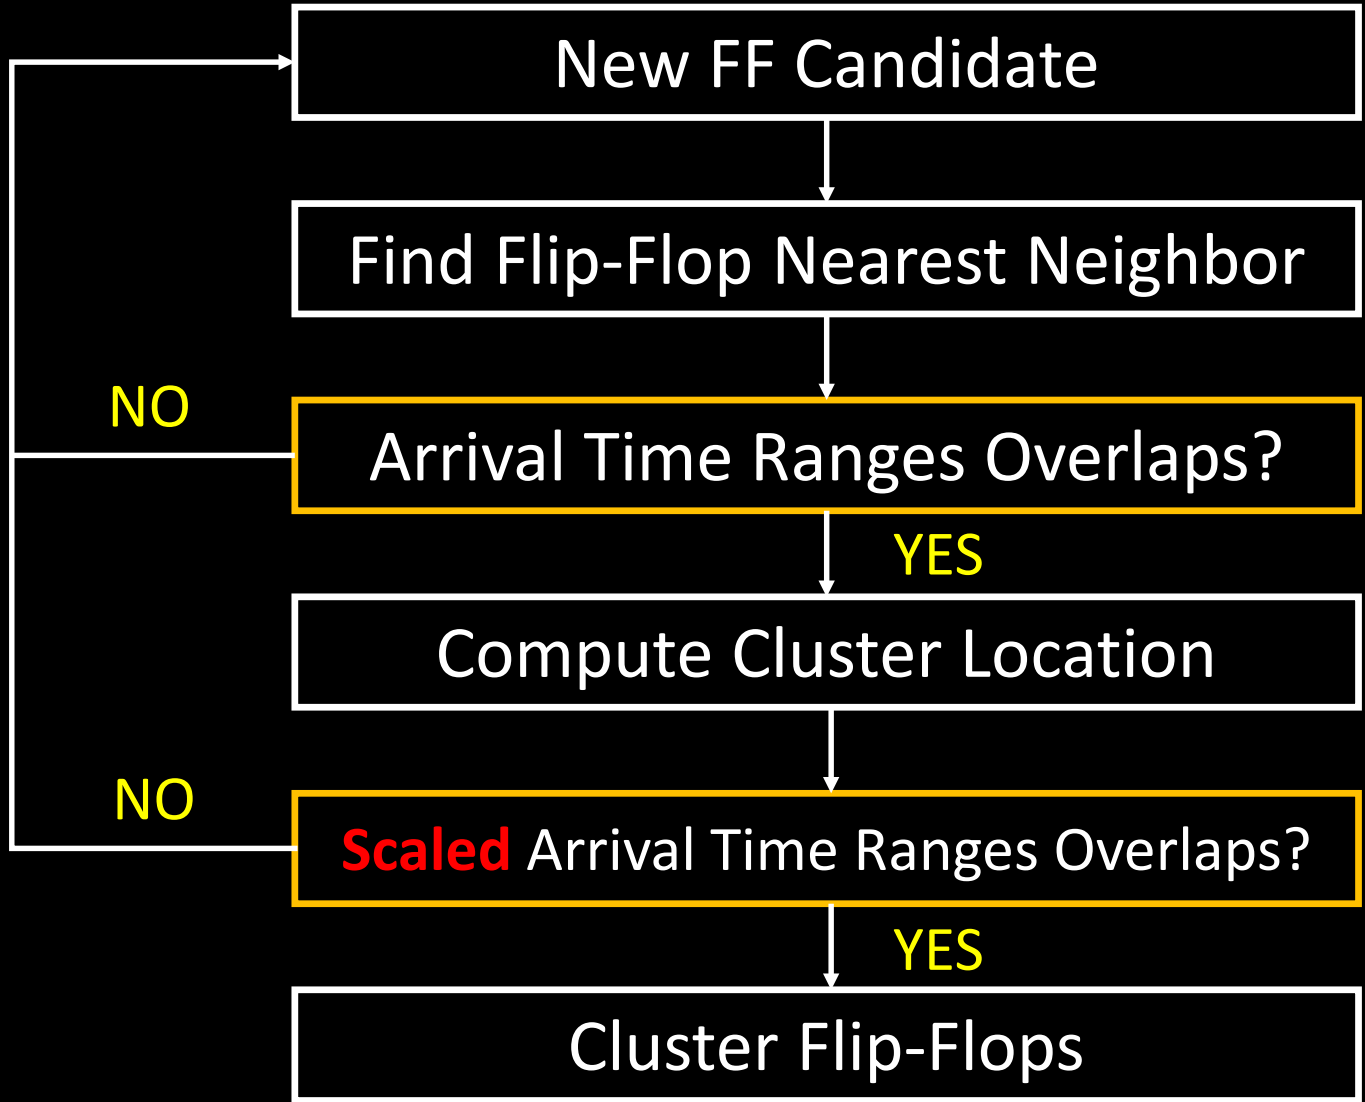 New FF Candidate
Find Flip-Flop Nearest Neighbor
NO
Arrival Time Ranges Overlaps?
YES
Compute Cluster Location
NO
Scaled Arrival Time Ranges Overlaps?
YES
Cluster Flip-Flops